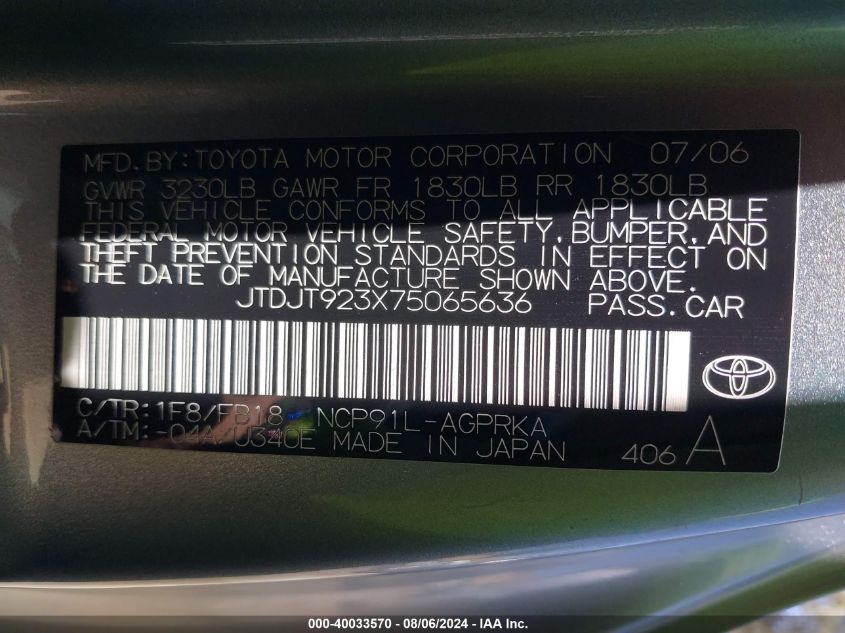 MFD.BY:TOYOTA MOTOR CORPORATION 07/06
GVWR 3230LB GAWR FR 1830LB RR 1830LB
THIS VEHICLE CONFORMS TO ALL APPLICABLE
FEDERAL MOTOR VEHICLE SAFETY,BUMPER,AND
THEFT PREVENTION STANDARDS IN EFFECT ON
THE DATE OF MANUFACTURE SHOWN ABOVE.
JTDJT923X75065636 PASS.CAR
C/TR:1F8/FB18 NCP91L-AGPRKA
A/TM:-04A/U340E MADE IN JAPAN
406 A
000-40033570 - 08/06/2024 - IAA Inc.